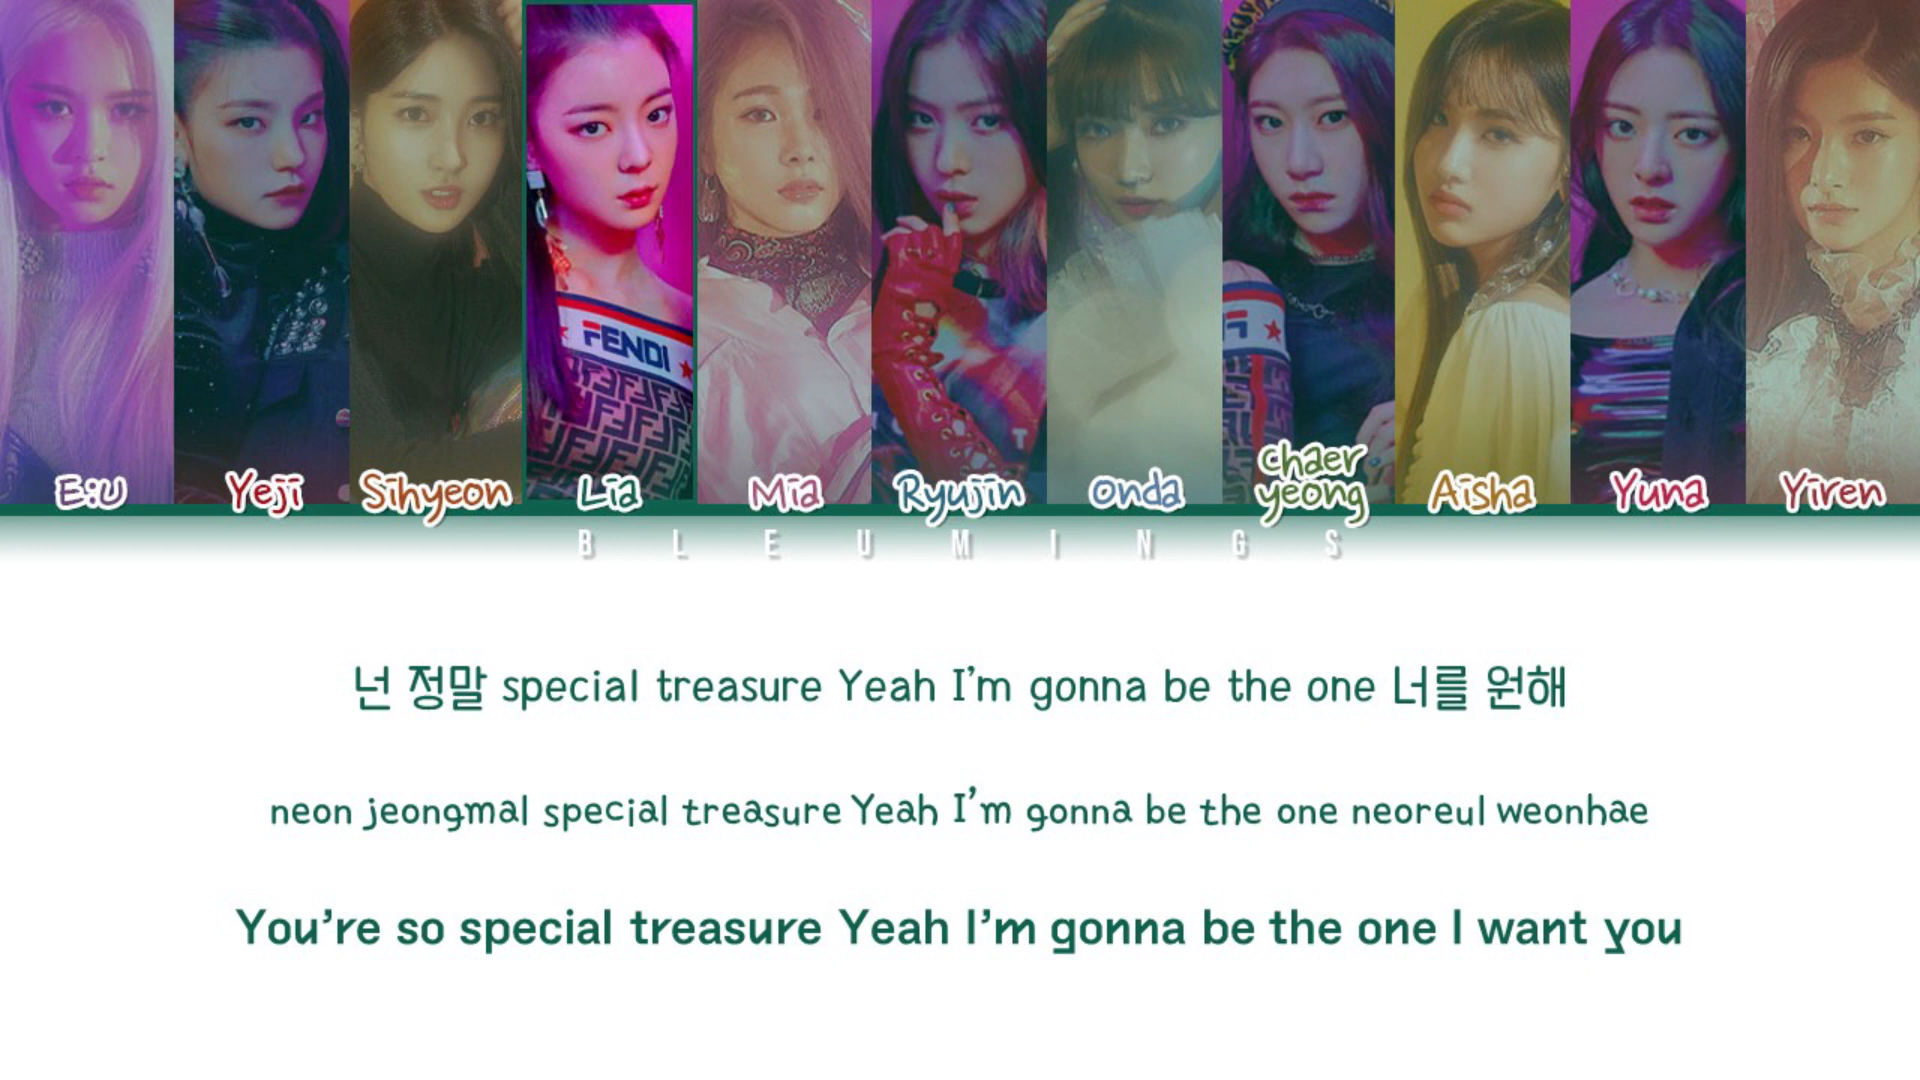 FENDI
E:U Yeji Sihyeon Lia Mia Ryujin Onda chaer yeong Aisha Yuna Yiren
BLEUMINGS
넌 정말 special treasure Yeah I'm gonna be the one 너를 원해
neon jeongmal special treasure Yeah I'm gonna be the one neoreul weonhae
You're so special treasure Yeah I'm gonna be the one I want you